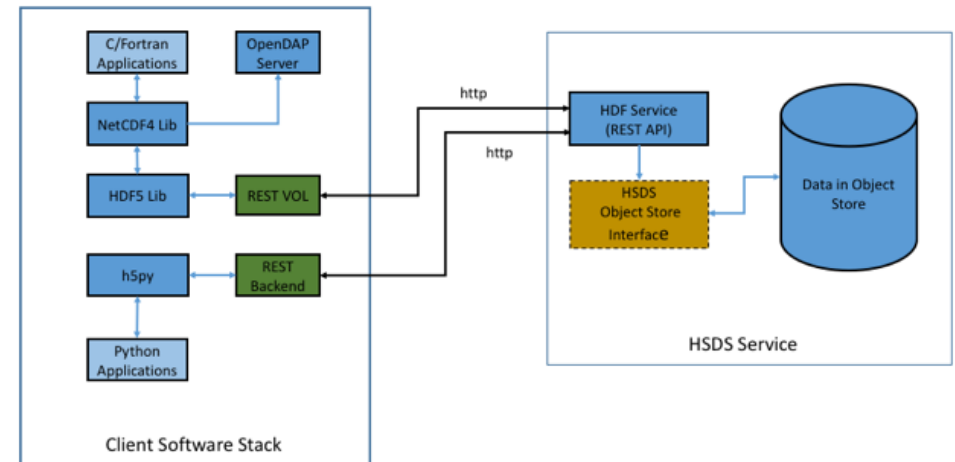 C/Fortran
Applications
OpenDAP
Server
NetCDF4 Lib
HDF5 Lib
REST VOL
h5py
REST
Backend
Python
Applications
Client Software Stack
http
http
HDF Service
(REST API)
HSDS
Object Store
Interface
Data in Object
Store
HSDS Service